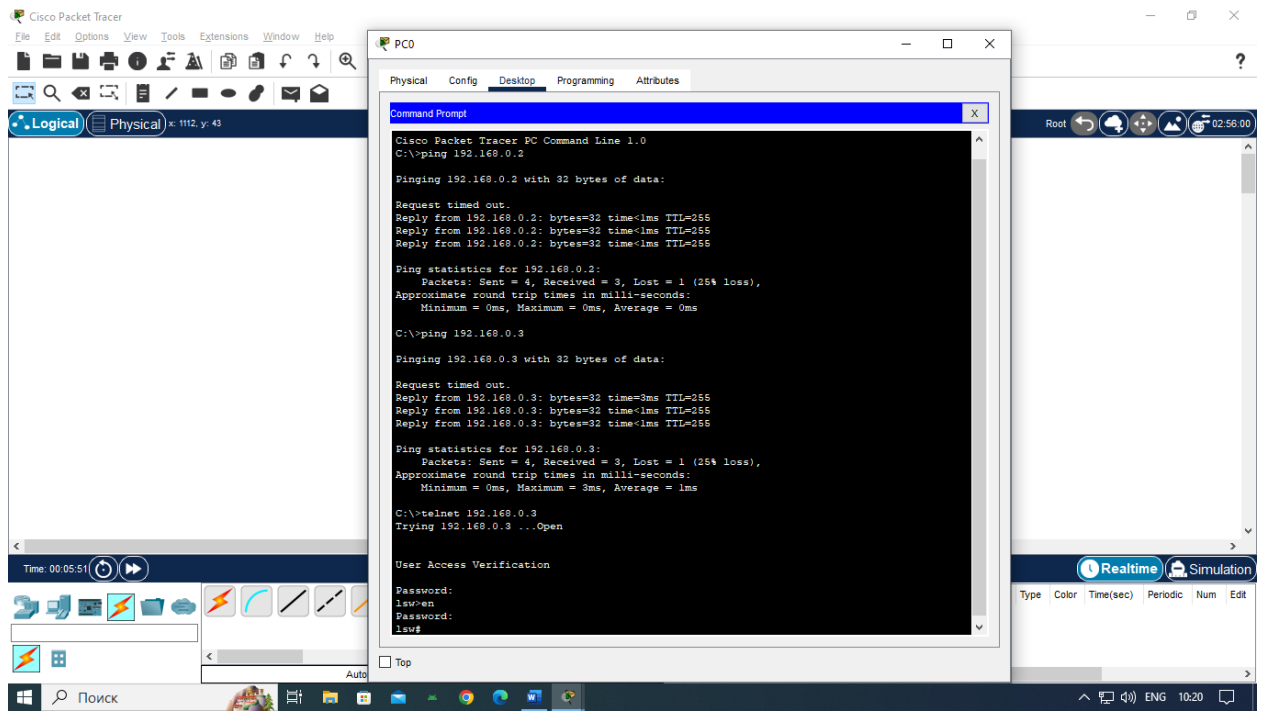 Cisco Packet Tracer
File Edit Options View Tools Extensions Window Help
?
Logical Physical x: 1112, y: 43
Root 02:56:00
PC0
Physical Config Desktop Programming Attributes
Command Prompt X
Cisco Packet Tracer PC Command Line 1.0
C:\>ping 192.168.0.2
Pinging 192.168.0.2 with 32 bytes of data:
Request timed out.
Reply from 192.168.0.2: bytes=32 time<1ms TTL=255
Reply from 192.168.0.2: bytes=32 time<1ms TTL=255
Reply from 192.168.0.2: bytes=32 time<1ms TTL=255
Ping statistics for 192.168.0.2:
Packets: Sent = 4, Received = 3, Lost = 1 (25% loss),
Approximate round trip times in milli-seconds:
Minimum = 0ms, Maximum = 0ms, Average = 0ms
C:\>ping 192.168.0.3
Pinging 192.168.0.3 with 32 bytes of data:
Request timed out.
Reply from 192.168.0.3: bytes=32 time=3ms TTL=255
Reply from 192.168.0.3: bytes=32 time<1ms TTL=255
Reply from 192.168.0.3: bytes=32 time<1ms TTL=255
Ping statistics for 192.168.0.3:
Packets: Sent = 4, Received = 3, Lost = 1 (25% loss),
Approximate round trip times in milli-seconds:
Minimum = 0ms, Maximum = 3ms, Average = 1ms
C:\>telnet 192.168.0.3
Trying 192.168.0.3 ...Open
User Access Verification
Password:
lsw>en
Password:
lsw#
Top
Time: 00:05:51
Realtime Simulation
Type Color Time(sec) Periodic Num Edit
Auto
Поиск
ENG 10:20